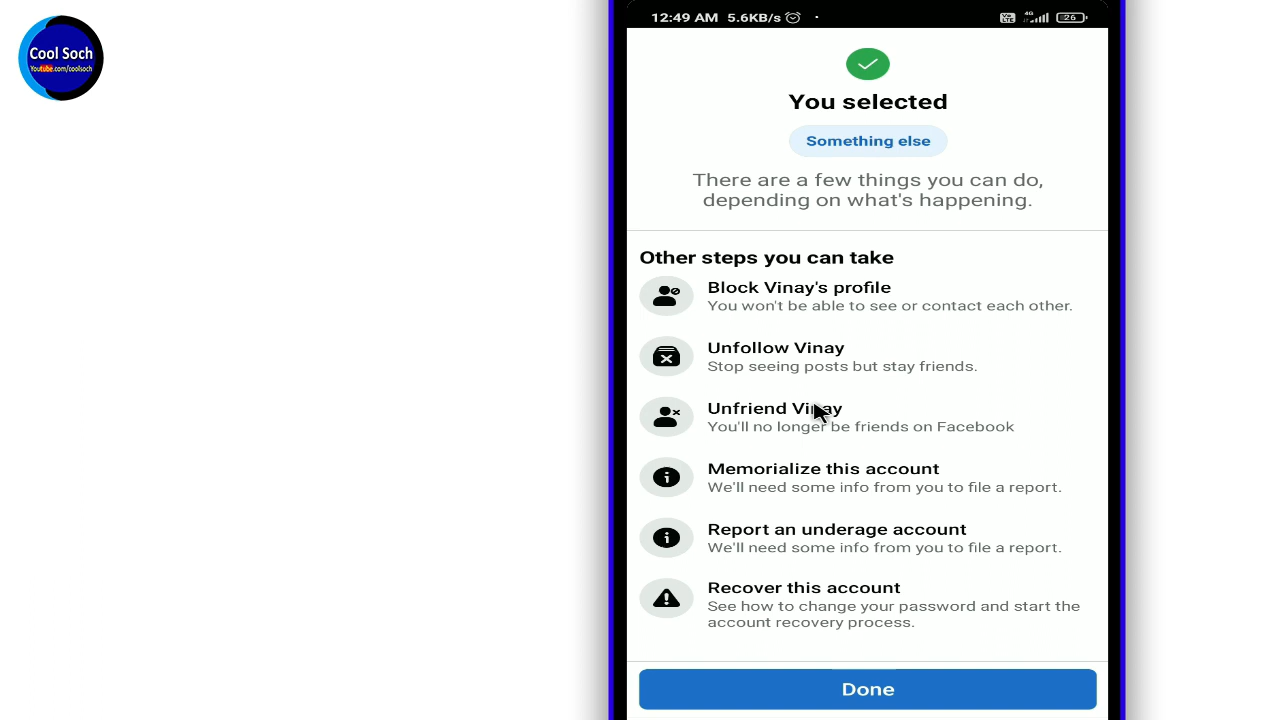 Cool Soch
Youtube.com/coolsoch
12:49 AM 5.6KB/s
Vo LTE 4G 26
You selected
Something else
There are a few things you can do,
depending on what's happening.
Other steps you can take
Block Vinay's profile
You won't be able to see or contact each other.
Unfollow Vinay
Stop seeing posts but stay friends.
Unfriend Vinay
You'll no longer be friends on Facebook
Memorialize this account
We'll need some info from you to file a report.
Report an underage account
We'll need some info from you to file a report.
Recover this account
See how to change your password and start the
account recovery process.
Done